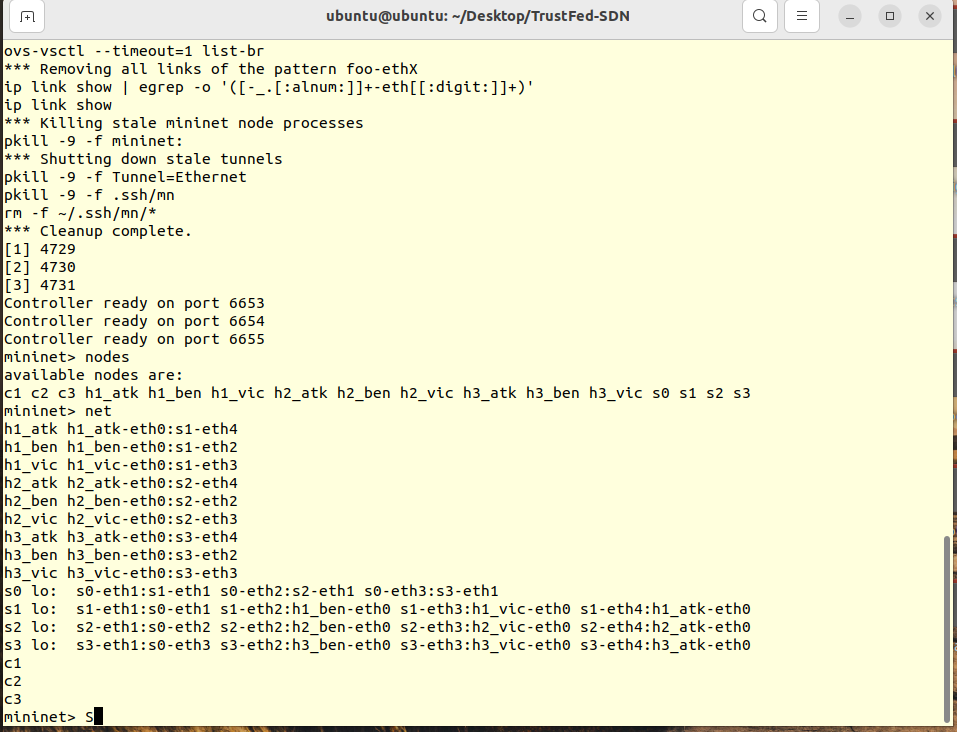 ubuntu@ubuntu: ~/Desktop/TrustFed-SDN
ovs-vsctl --timeout=1 list-br
*** Removing all links of the pattern foo-ethX
ip link show | egrep -o '([-_.[:alnum:]]+-eth[[:digit:]]+)'
ip link show
*** Killing stale mininet node processes
pkill -9 -f mininet:
*** Shutting down stale tunnels
pkill -9 -f Tunnel=Ethernet
pkill -9 -f .ssh/mn
rm -f ~/.ssh/mn/*
*** Cleanup complete.
[1] 4729
[2] 4730
[3] 4731
Controller ready on port 6653
Controller ready on port 6654
Controller ready on port 6655
mininet> nodes
available nodes are:
c1 c2 c3 h1_atk h1_ben h1_vic h2_atk h2_ben h2_vic h3_atk h3_ben h3_vic s0 s1 s2 s3
mininet> net
h1_atk h1_atk-eth0:s1-eth4
h1_ben h1_ben-eth0:s1-eth2
h1_vic h1_vic-eth0:s1-eth3
h2_atk h2_atk-eth0:s2-eth4
h2_ben h2_ben-eth0:s2-eth2
h2_vic h2_vic-eth0:s2-eth3
h3_atk h3_atk-eth0:s3-eth4
h3_ben h3_ben-eth0:s3-eth2
h3_vic h3_vic-eth0:s3-eth3
s0 lo:  s0-eth1:s1-eth1 s0-eth2:s2-eth1 s0-eth3:s3-eth1
s1 lo:  s1-eth1:s0-eth1 s1-eth2:h1_ben-eth0 s1-eth3:h1_vic-eth0 s1-eth4:h1_atk-eth0
s2 lo:  s2-eth1:s0-eth2 s2-eth2:h2_ben-eth0 s2-eth3:h2_vic-eth0 s2-eth4:h2_atk-eth0
s3 lo:  s3-eth1:s0-eth3 s3-eth2:h3_ben-eth0 s3-eth3:h3_vic-eth0 s3-eth4:h3_atk-eth0
c1
c2
c3
mininet> S